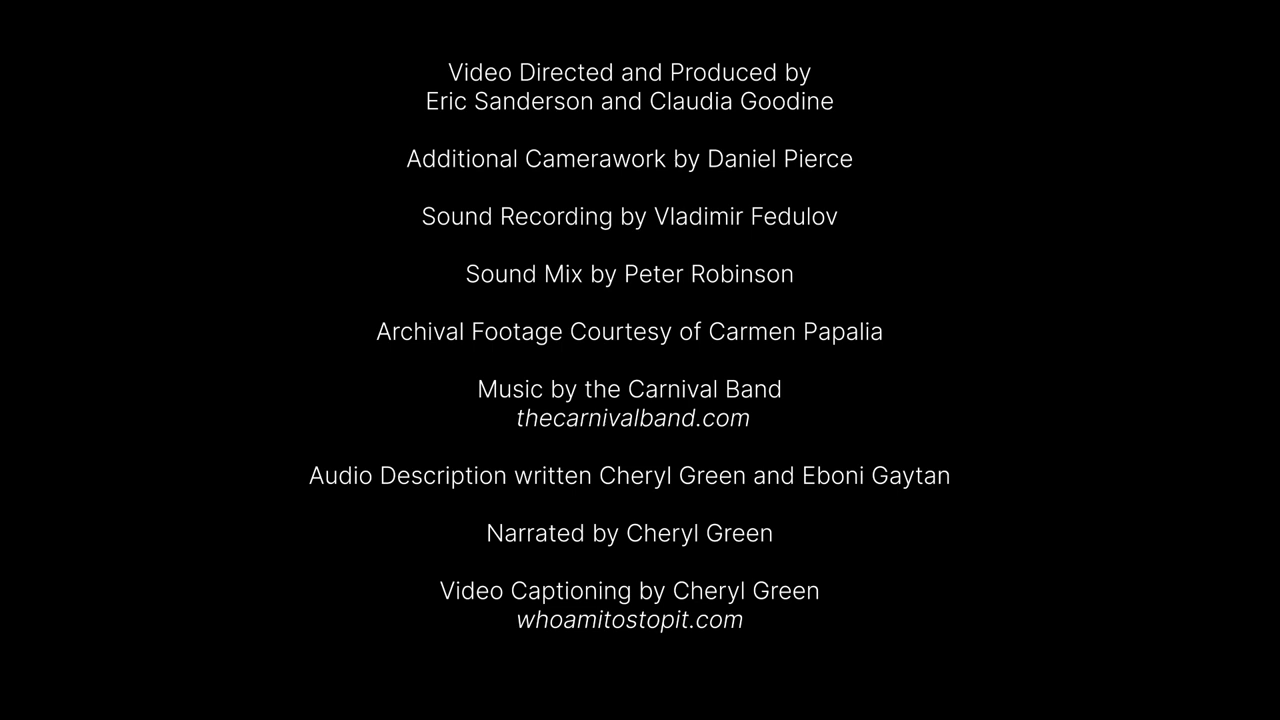 Video Directed and Produced by
Eric Sanderson and Claudia Goodine
Additional Camerawork by Daniel Pierce
Sound Recording by Vladimir Fedulov
Sound Mix by Peter Robinson
Archival Footage Courtesy of Carmen Papalia
Music by the Carnival Band
thecarnivalband.com
Audio Description written Cheryl Green and Eboni Gaytan
Narrated by Cheryl Green
Video Captioning by Cheryl Green
whoamitostopit.com